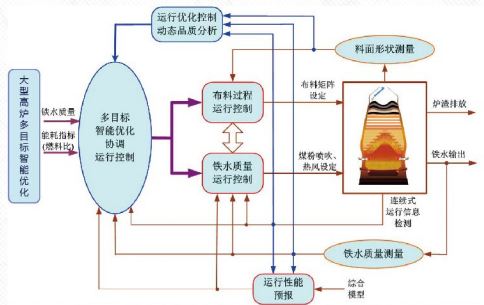 运行优化控制
动态品质分析
料面形状测量
大型高炉多目标智能优化
铁水质量
能耗指标
(燃料比)
多目标
智能优化
协调
运行控制
布料过程
运行控制
铁水质量
运行控制
布料矩阵
设定
煤粉喷吹、
热风设定
炉渣排放
铁水输出
连续式
运行信息
检测
铁水质量测量
运行性能
预报
综合
模型